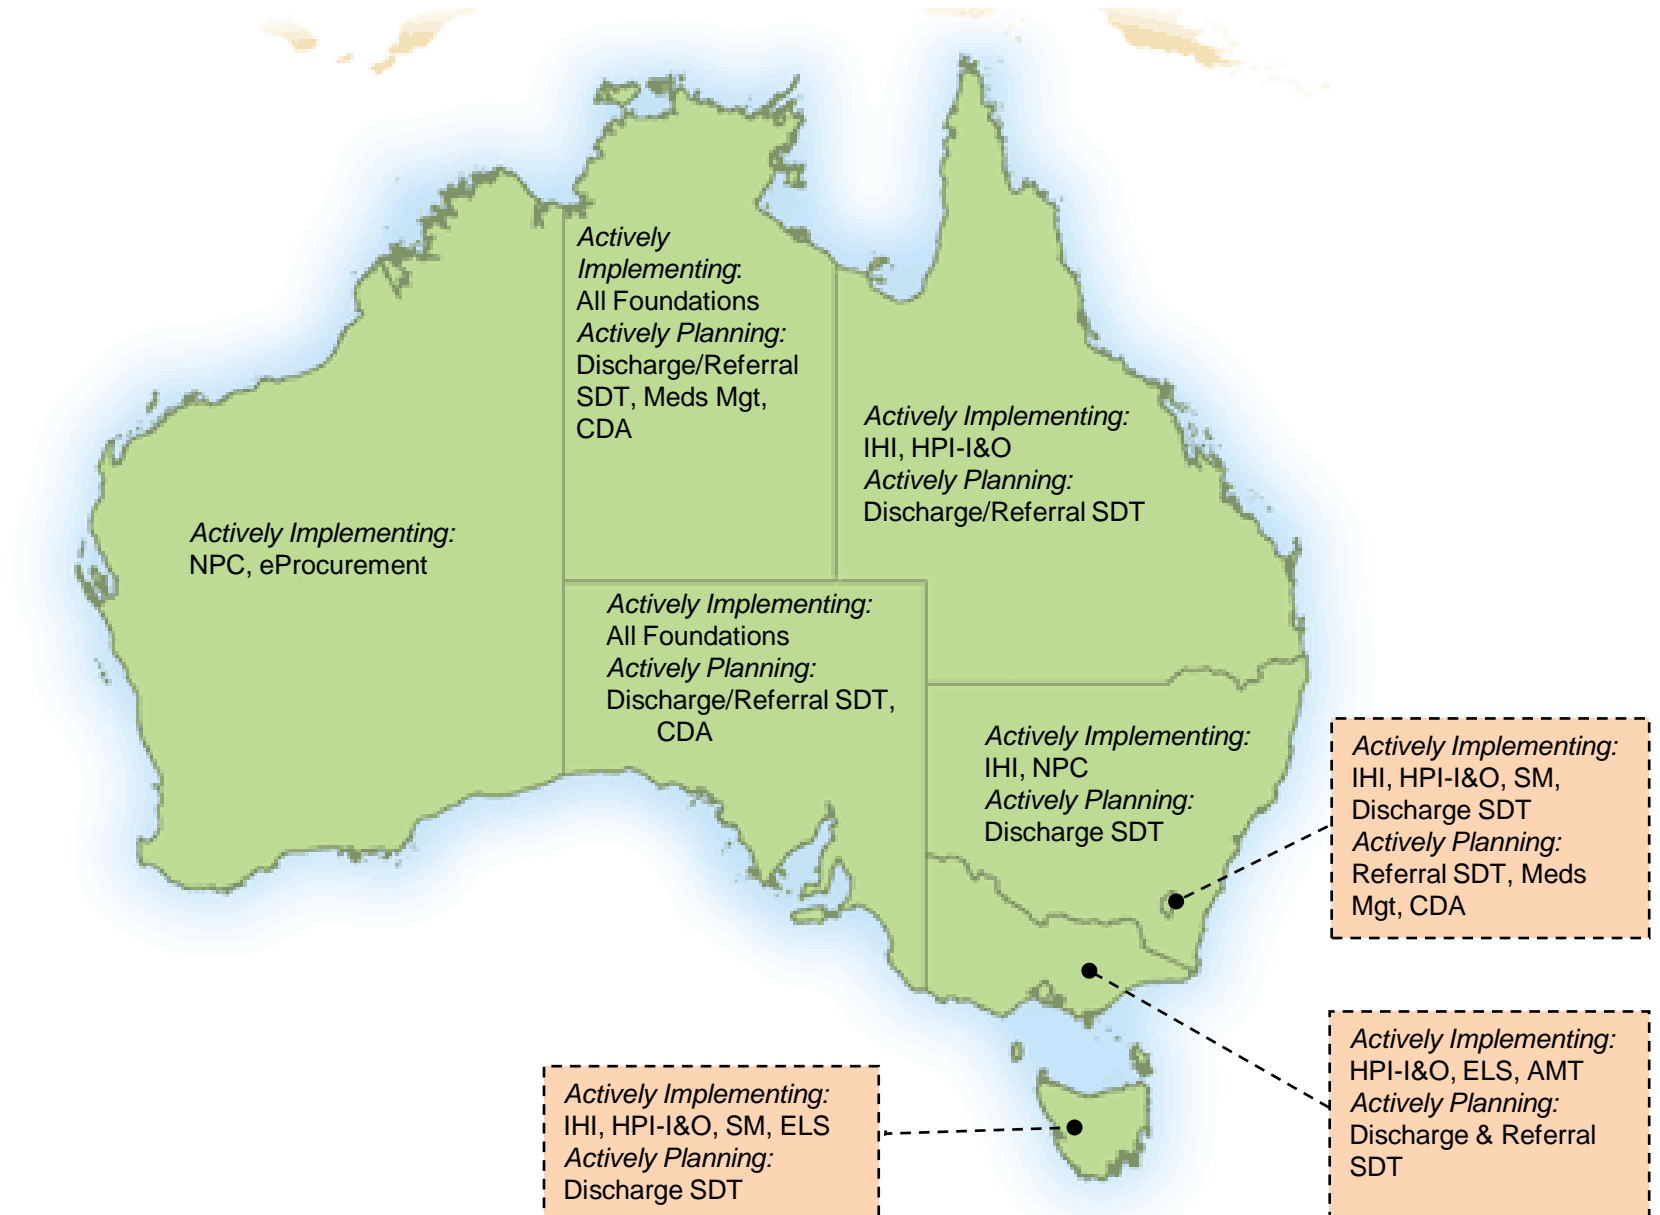 Actively
Implementing:
All Foundations
Actively Planning:
Discharge/Referral
SDT, Meds Mgt,
CDA
Actively Implementing:
IHI, HPI-I&O
Actively Planning:
Discharge/Referral SDT
Actively Implementing:
NPC, eProcurement
Actively Implementing:
All Foundations
Actively Planning:
Discharge/Referral SDT,
CDA
Actively Implementing:
IHI, NPC
Actively Planning:
Discharge SDT
Actively Implementing:
IHI, HPI-I&O, SM,
Discharge SDT
Actively Planning:
Referral SDT, Meds
Mgt, CDA
Actively Implementing:
HPI-I&O, ELS, AMT
Actively Planning:
Discharge & Referral
SDT
Actively Implementing:
IHI, HPI-I&O, SM, ELS
Actively Planning:
Discharge SDT